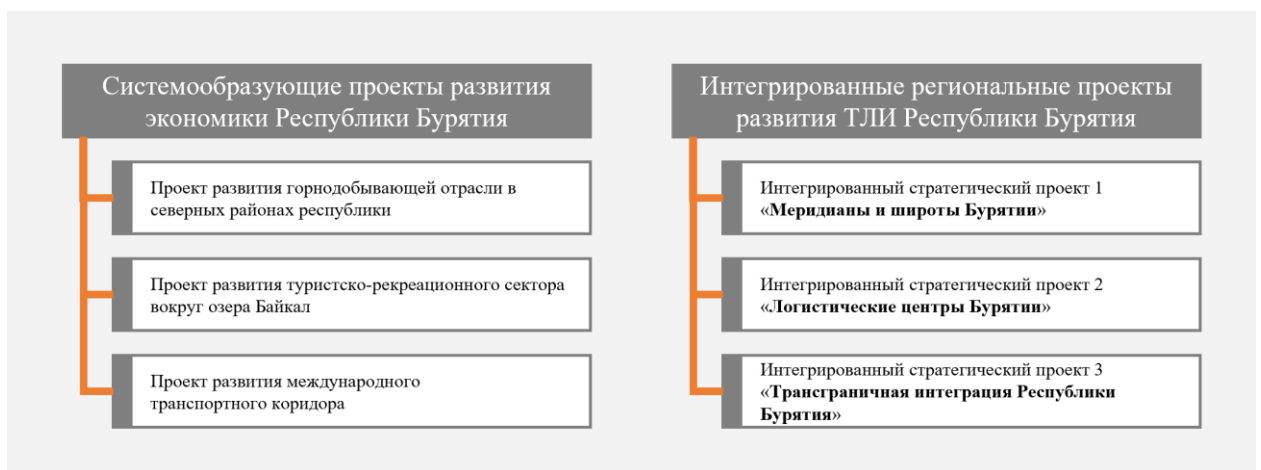 Системообразующие проекты развития
экономики Республики Бурятия
Проект развития горнодобывающей отрасли в
северных районах республики
Проект развития туристско-рекреационного сектора
вокруг озера Байкал
Проект развития международного
транспортного коридора
Интегрированные региональные проекты
развития ТЛИ Республики Бурятия
Интегрированный стратегический проект 1
«Меридианы и широты Бурятии»
Интегрированный стратегический проект 2
«Логистические центры Бурятии»
Интегрированный стратегический проект 3
«Трансграничная интеграция Республики
Бурятия»